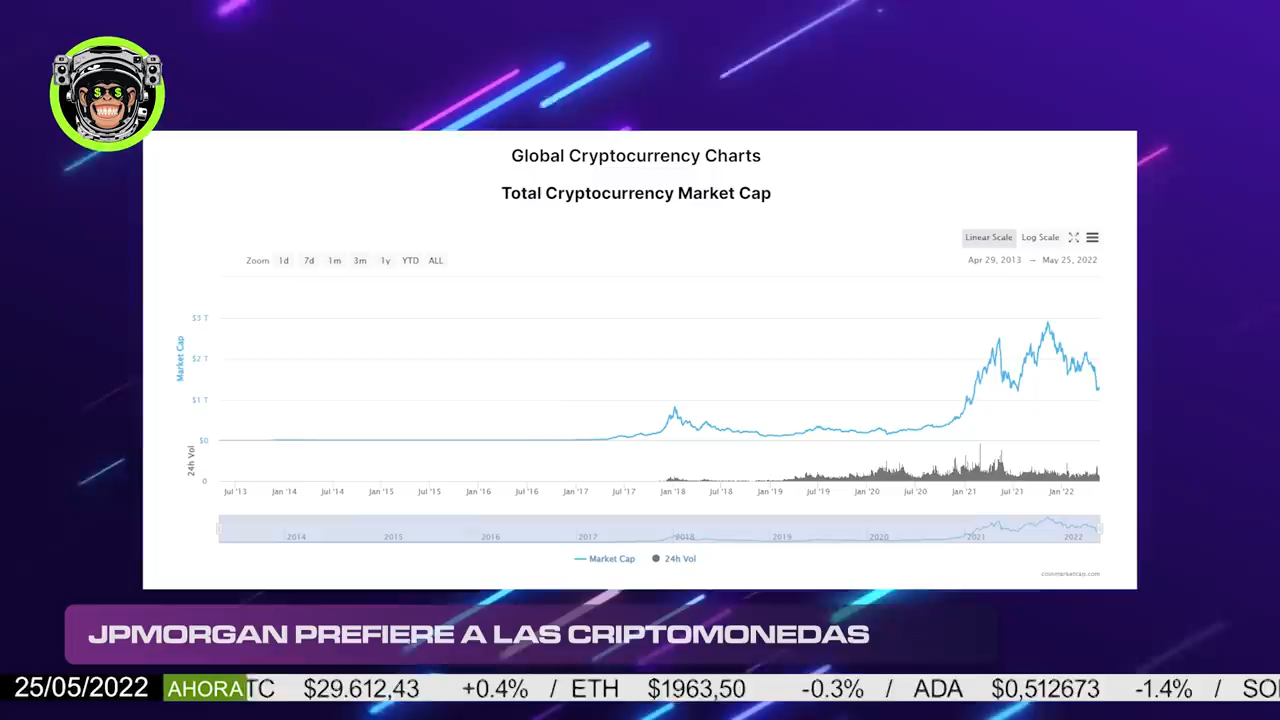 Global Cryptocurrency Charts
Total Cryptocurrency Market Cap
Linear Scale Log Scale
Zoom 1d 7d 1m 3m 1y YTD ALL
Apr 29, 2013 → May 25, 2022
$3 T
$2 T
$1 T
$0
0
Market Cap
24h Vol
Jul '13 Jan '14 Jul '14 Jan '15 Jul '15 Jan '16 Jul '16 Jan '17 Jul '17 Jan '18 Jul '18 Jan '19 Jul '19 Jan '20 Jul '20 Jan '21 Jul '21 Jan '22
2014 2015 2016 2017 2018 2019 2020 2021 2022
Market Cap 24h Vol
coinmarketcap.com
JPMORGAN PREFIERE A LAS CRIPTOMONEDAS
25/05/2022 AHORA TC $29.612,43 +0.4% / ETH $1963,50 -0.3% / ADA $0,512673 -1.4% / SO